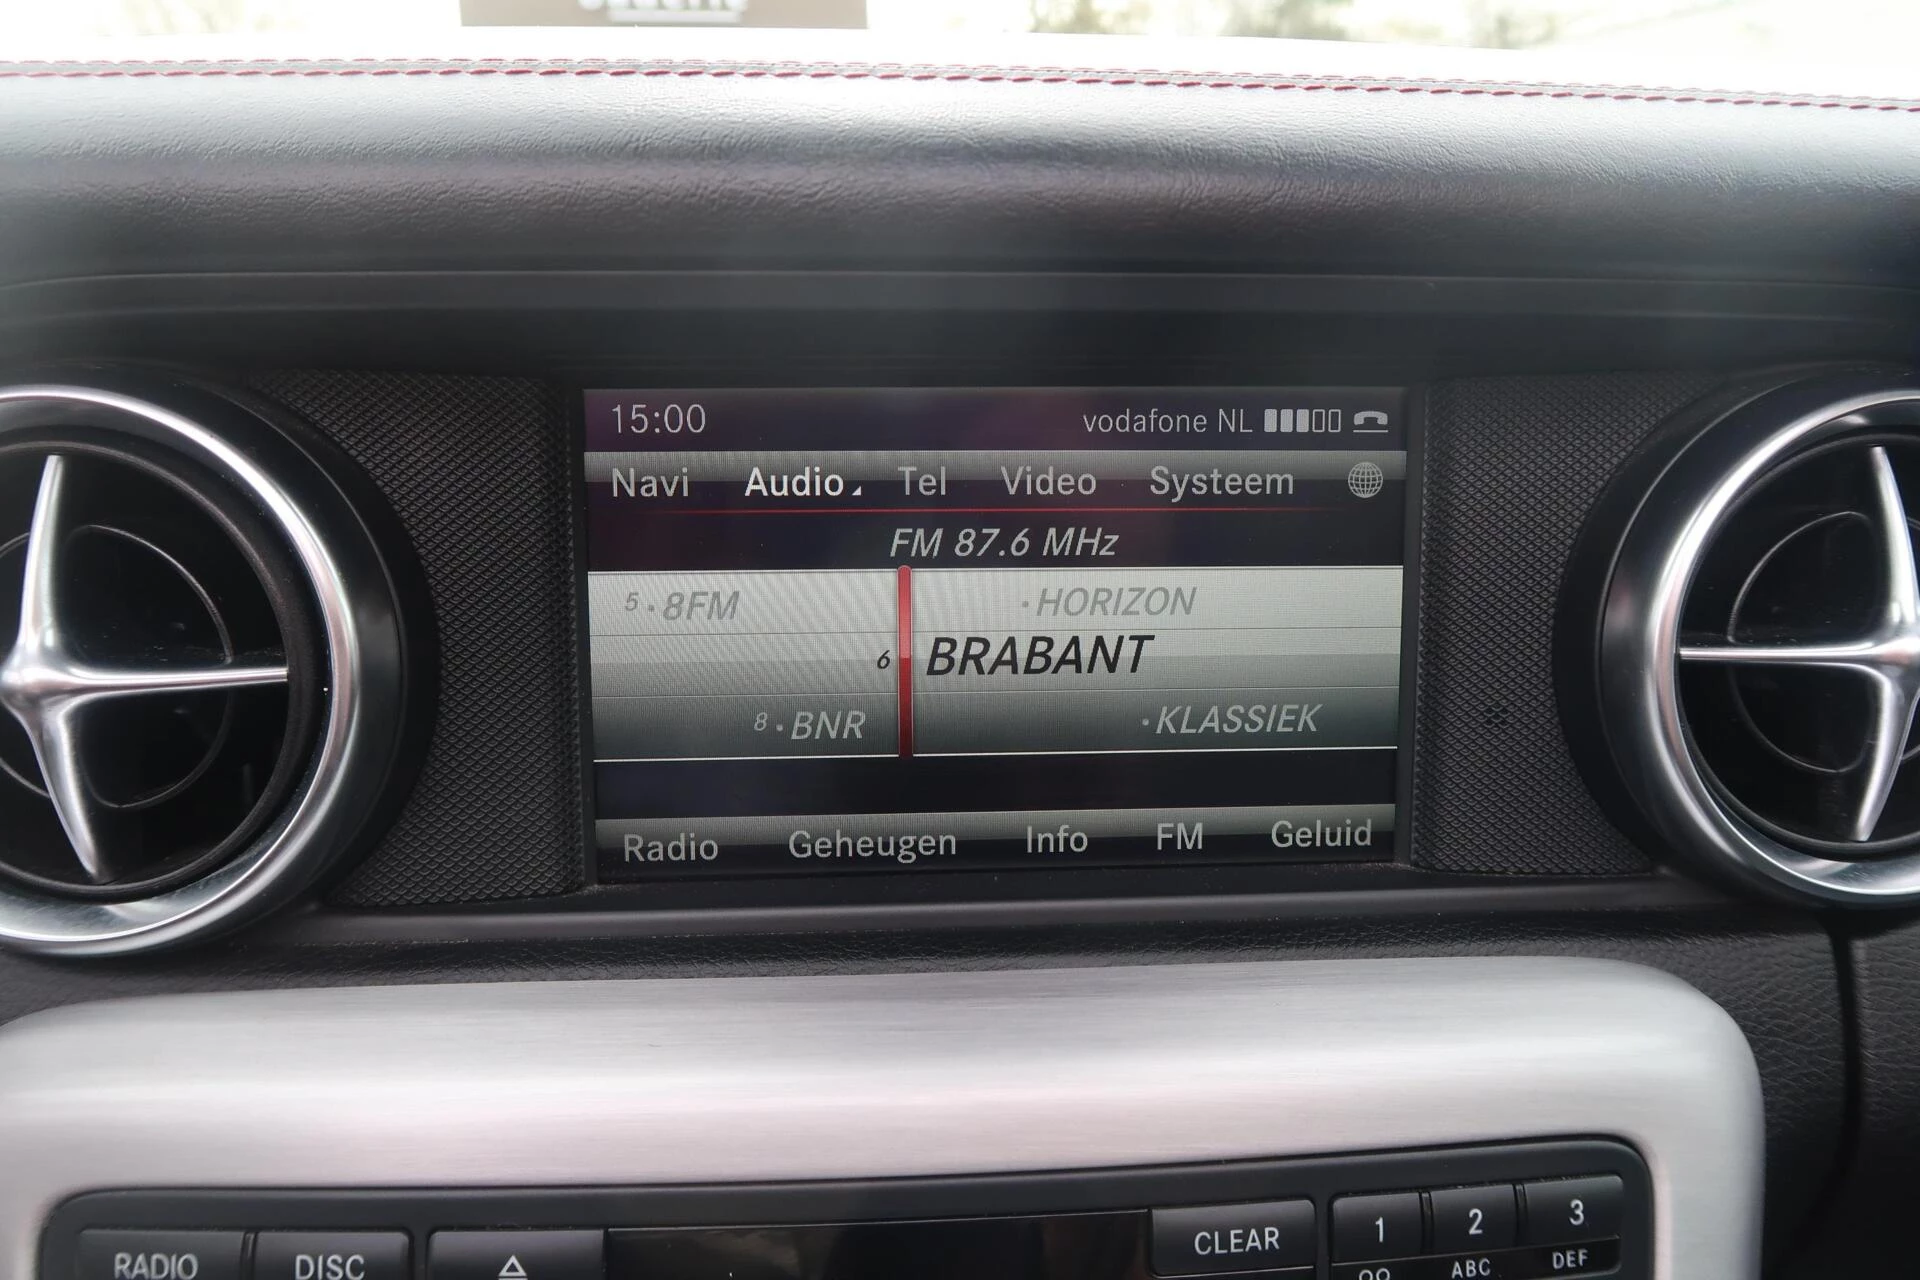 15:00 vodafone NL
Navi Audio Tel Video Systeem
FM 87.6 MHz
5 · 8FM · HORIZON
6 BRABANT
8 · BNR · KLASSIEK
Radio Geheugen Info FM Geluid
RADIO DISC CLEAR 1 2 3
ABC DEF